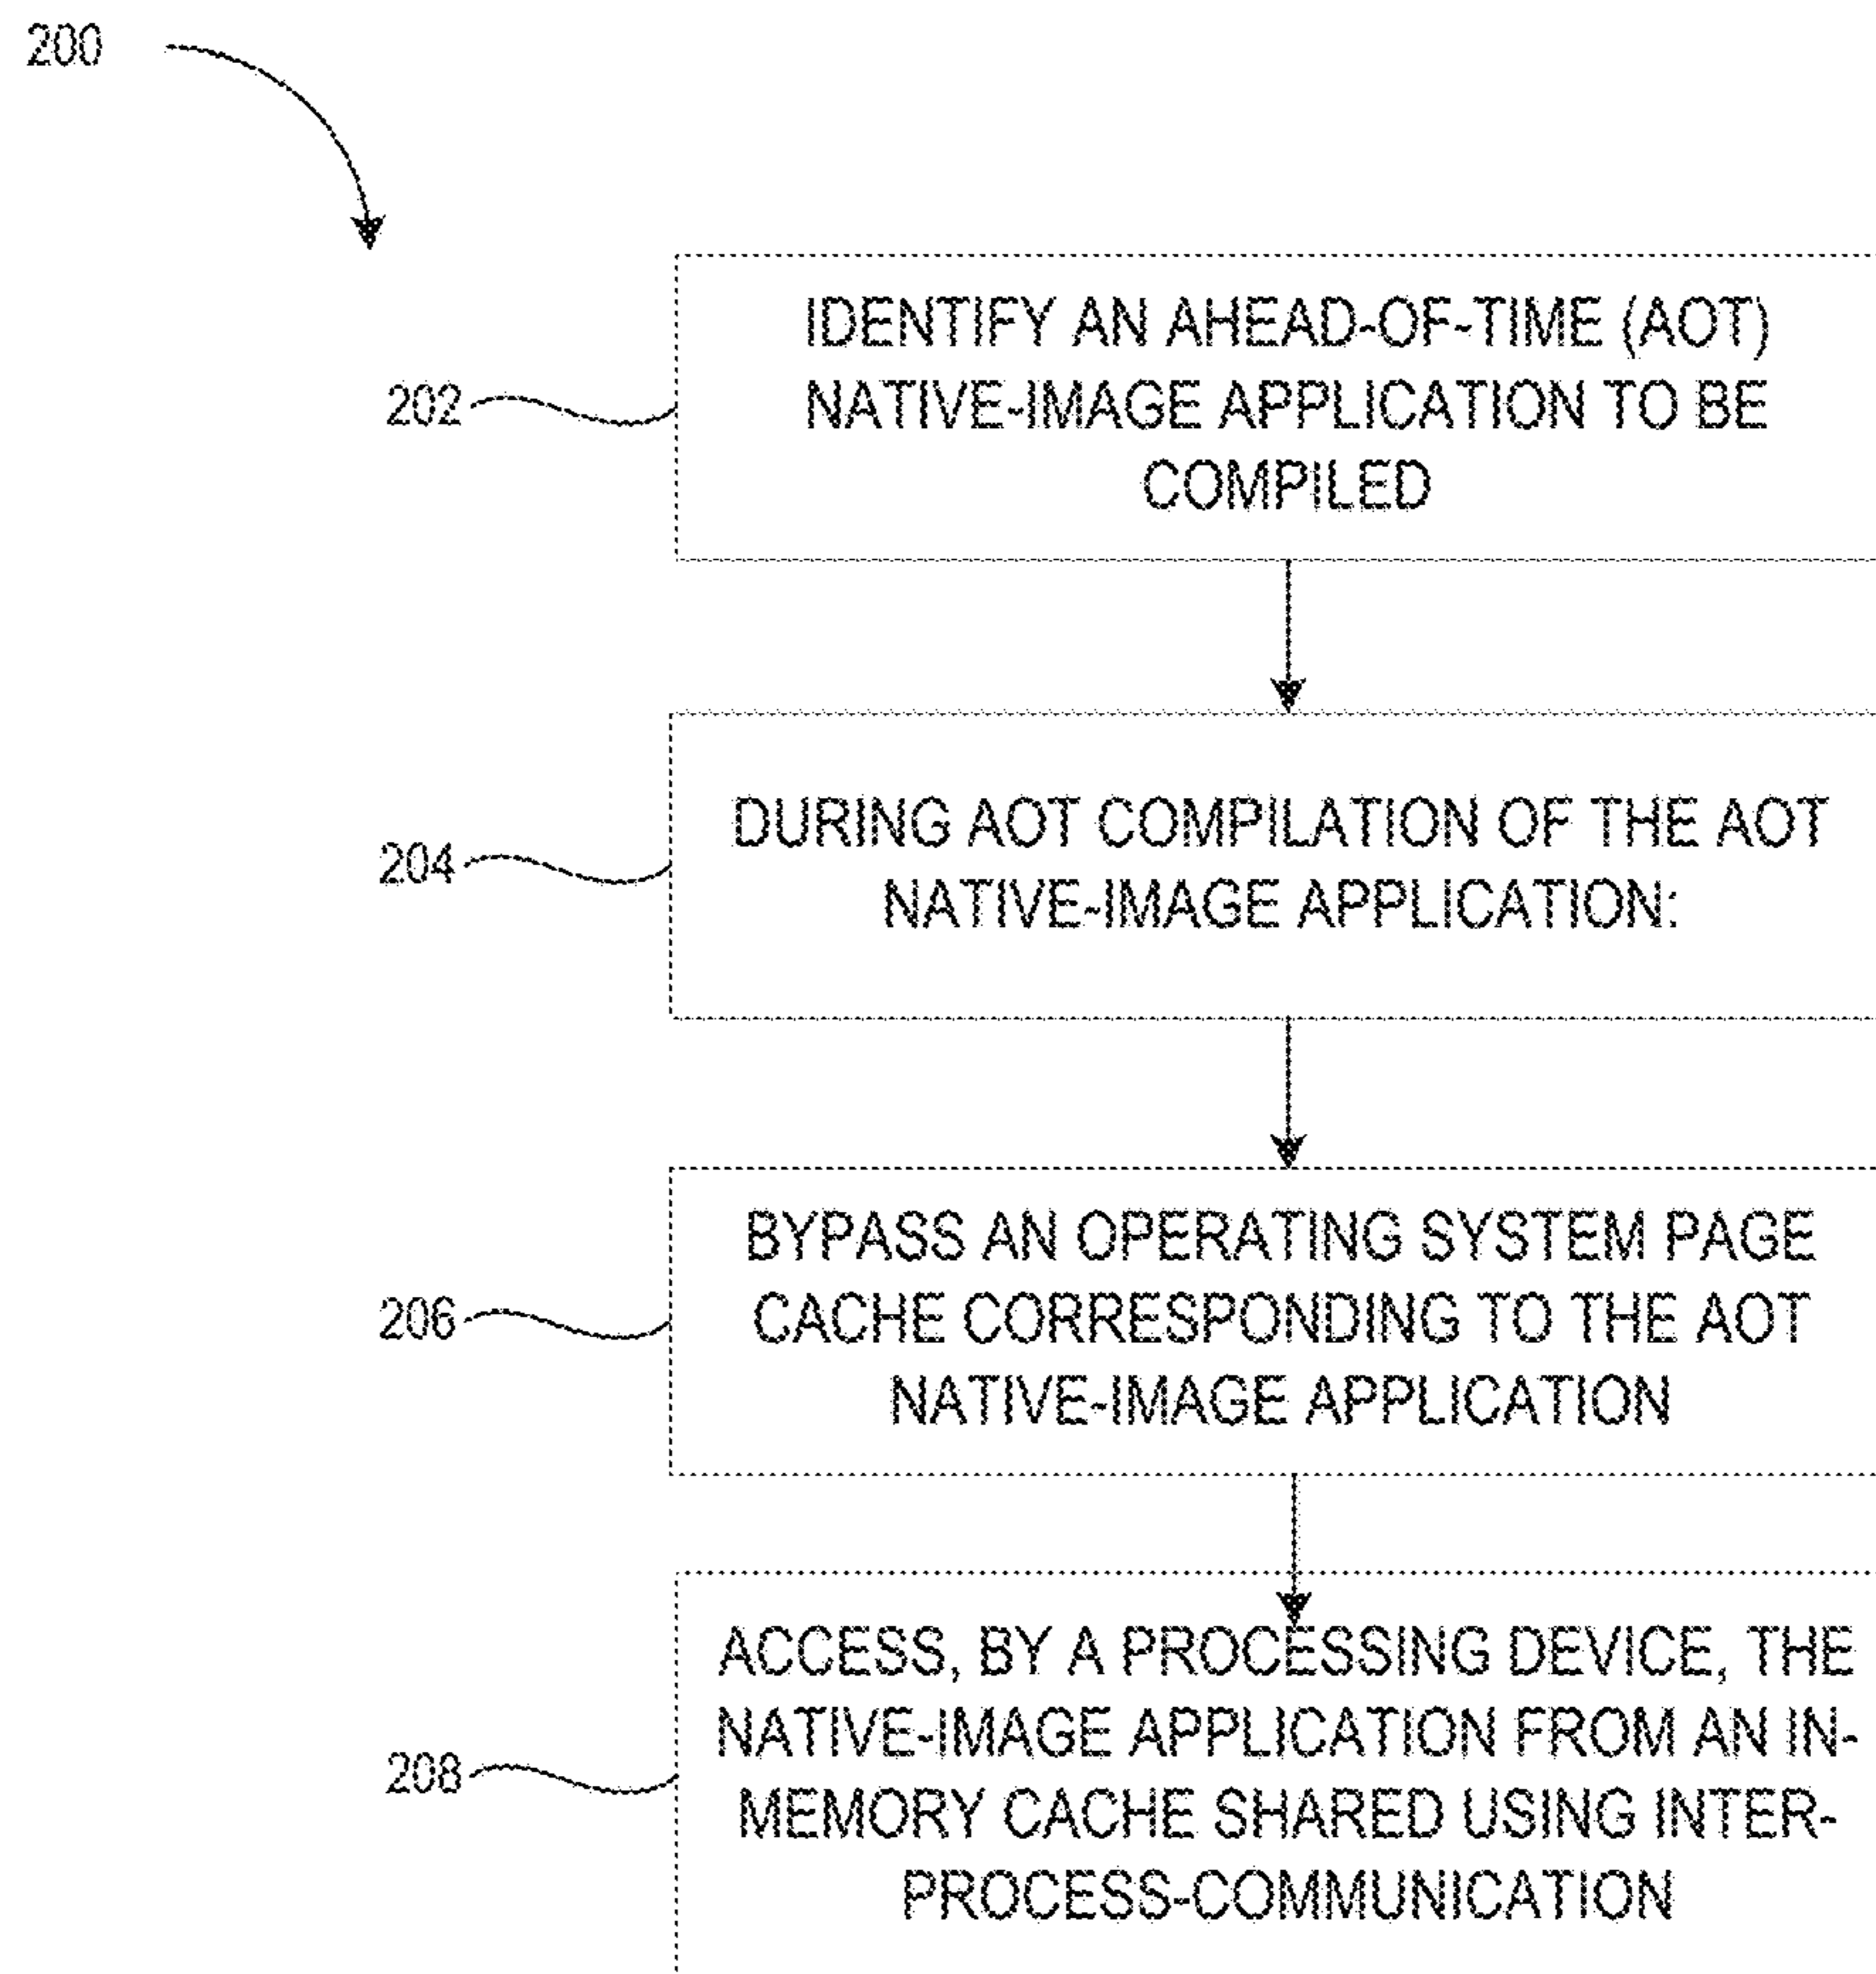 200
IDENTIFY AN AHEAD-OF-TIME (AOT)
202
NATIVE-IMAGE APPLICATION TO BE
COMPILED
DURING AOT COMPILATION OF THE AOT
204
NATIVE-IMAGE APPLICATION:
BYPASS AN OPERATING SYSTEM PAGE
206
CACHE CORRESPONDING TO THE AOT
NATIVE-IMAGE APPLICATION
ACCESS, BY A PROCESSING DEVICE, THE
NATIVE-IMAGE APPLICATION FROM AN IN-
208
MEMORY CACHE SHARED USING INTER-
PROCESS-COMMUNICATION